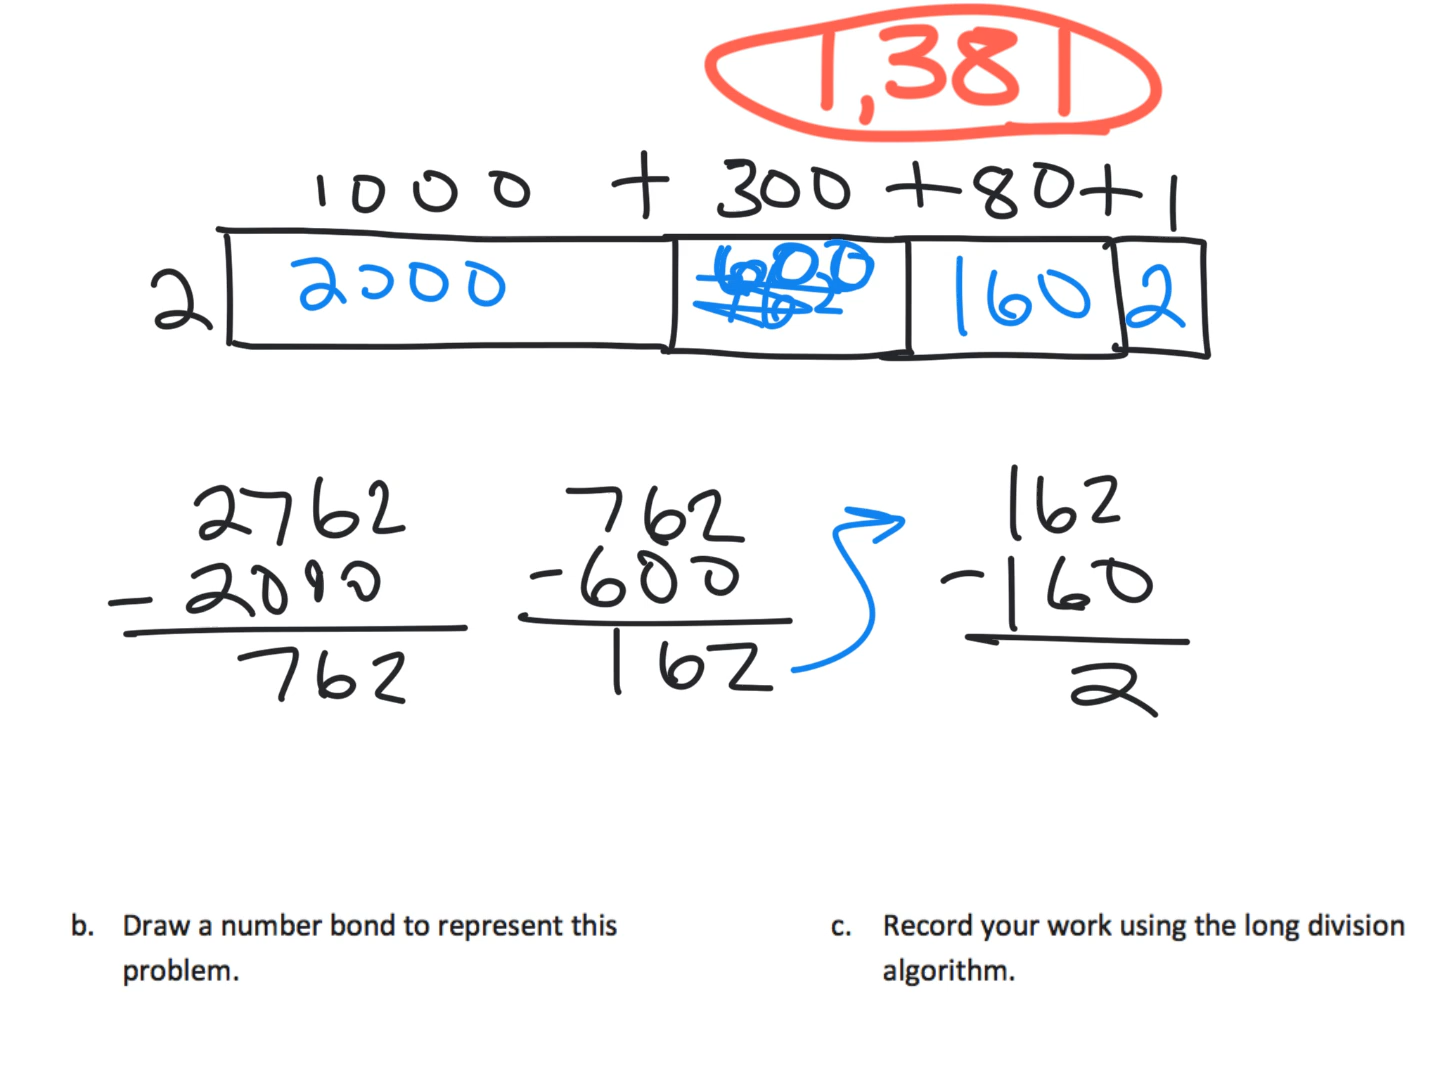 1,381
1000 + 300 + 80 + 1
2 2000 600 160 2
2762 762 162
- 2000 - 600 - 160
762 162 2
b. Draw a number bond to represent this
problem.
c. Record your work using the long division
algorithm.